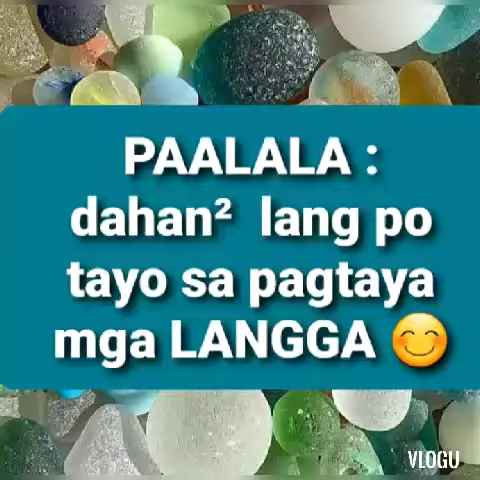 PAALALA :
dahan² lang po
tayo sa pagtaya
mga LANGGA 😊
VLOGU